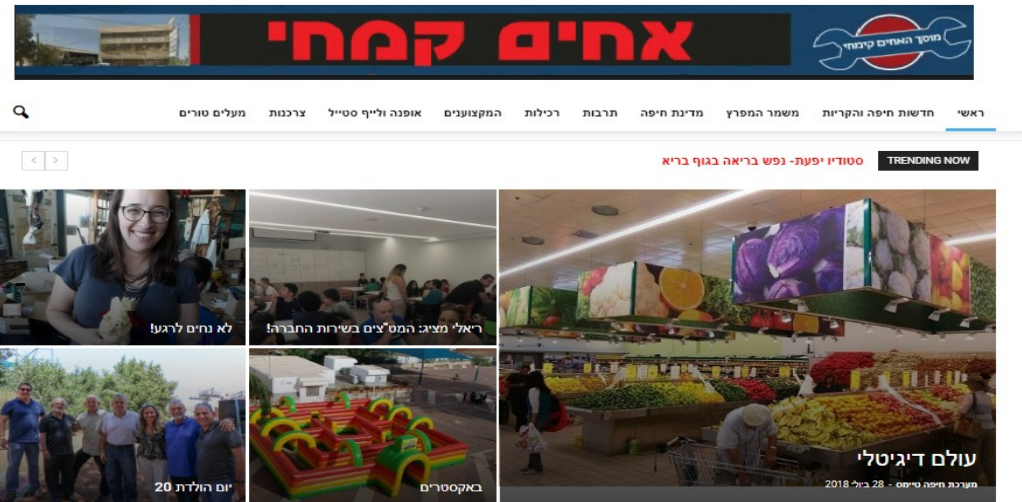 אחים קמחי
מוסך האחים קימחי
ראשי חדשות חיפה והקריות משמר המפרץ מדינת חיפה תרבות רכילות המקצוענים אופנה ולייף סטייל צרכנות מעלים טורים
TRENDING NOW סטודיו יפעת- נפש בריאה בגוף בריא
ריאלי מציג: המט"צים בשירות החברה!
לא נחים לרגע!
עולם דיגיטלי
מערכת חיפה טיימס - 28 ביולי 2018
באקסטרים
יום הולדת 20